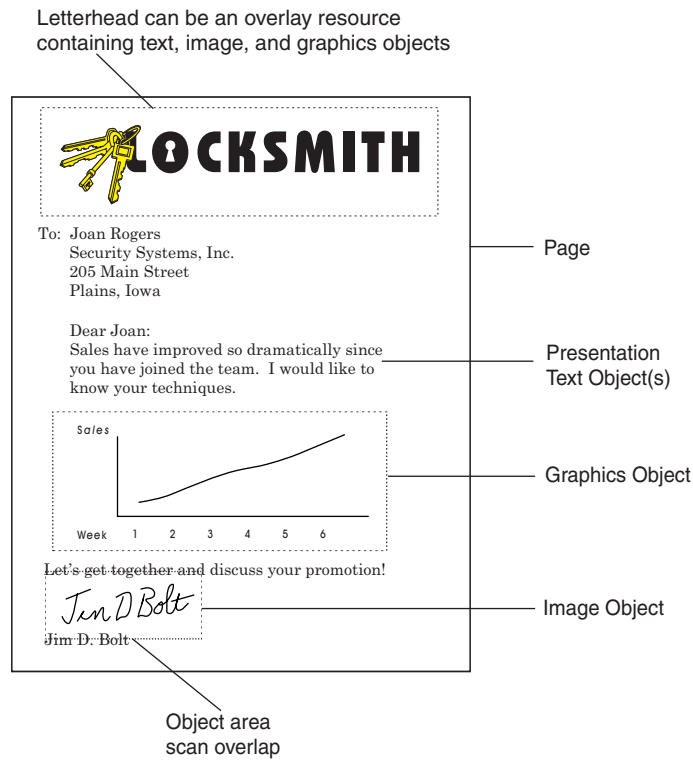 Letterhead can be an overlay resource
containing text, image, and graphics objects
LOCKSMITH
To: Joan Rogers
Security Systems, Inc.
205 Main Street
Plains, Iowa
Page
Dear Joan:
Sales have improved so dramatically since
you have joined the team. I would like to
know your techniques.
Presentation
Text Object(s)
Sales
Week 1 2 3 4 5 6
Graphics Object
Let's get together and discuss your promotion!
Jim D Bolt
Image Object
Jim D. Bolt
Object area
scan overlap